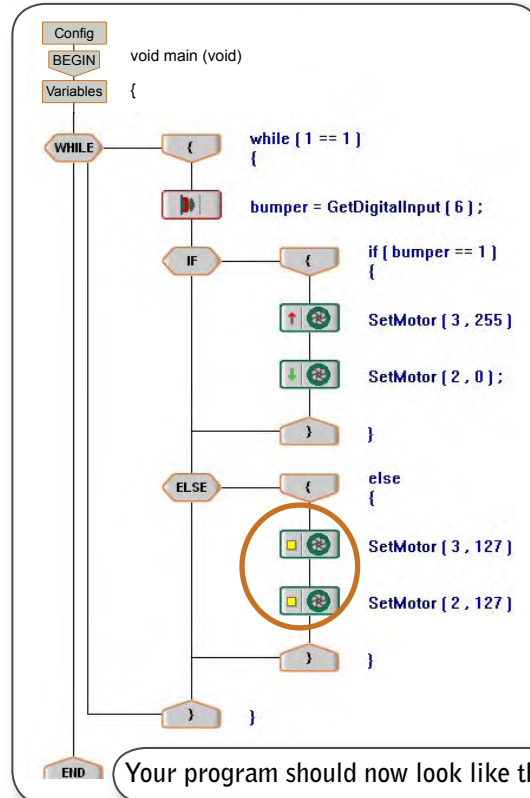 Config
BEGIN void main (void)
Variables {
WHILE { while ( 1 == 1 )
{
bumper = GetDigitalInput ( 6 ) ;
IF { if ( bumper == 1 )
{
SetMotor ( 3 , 255 )
SetMotor ( 2 , 0 ) ;
} }
ELSE { else
{
SetMotor ( 3 , 127 )
SetMotor ( 2 , 127 )
} }
} }
END
Your program should now look like